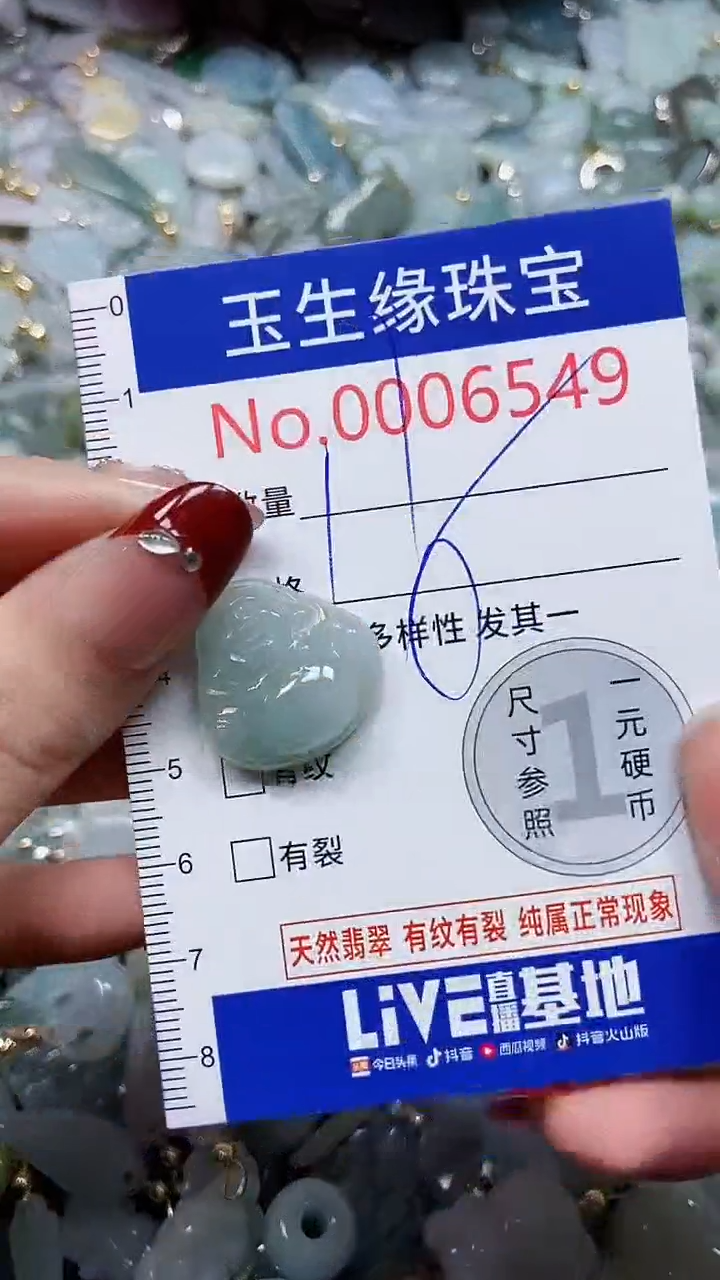 玉生缘珠宝
No.0006549
数量
格
多样性 发其一
有纹
有裂
尺寸参照
1
一元硬币
天然翡翠 有纹有裂 纯属正常现象
LiVE直播基地
今日头条 抖音 西瓜视频 抖音火山版
0
1
5
6
7
8